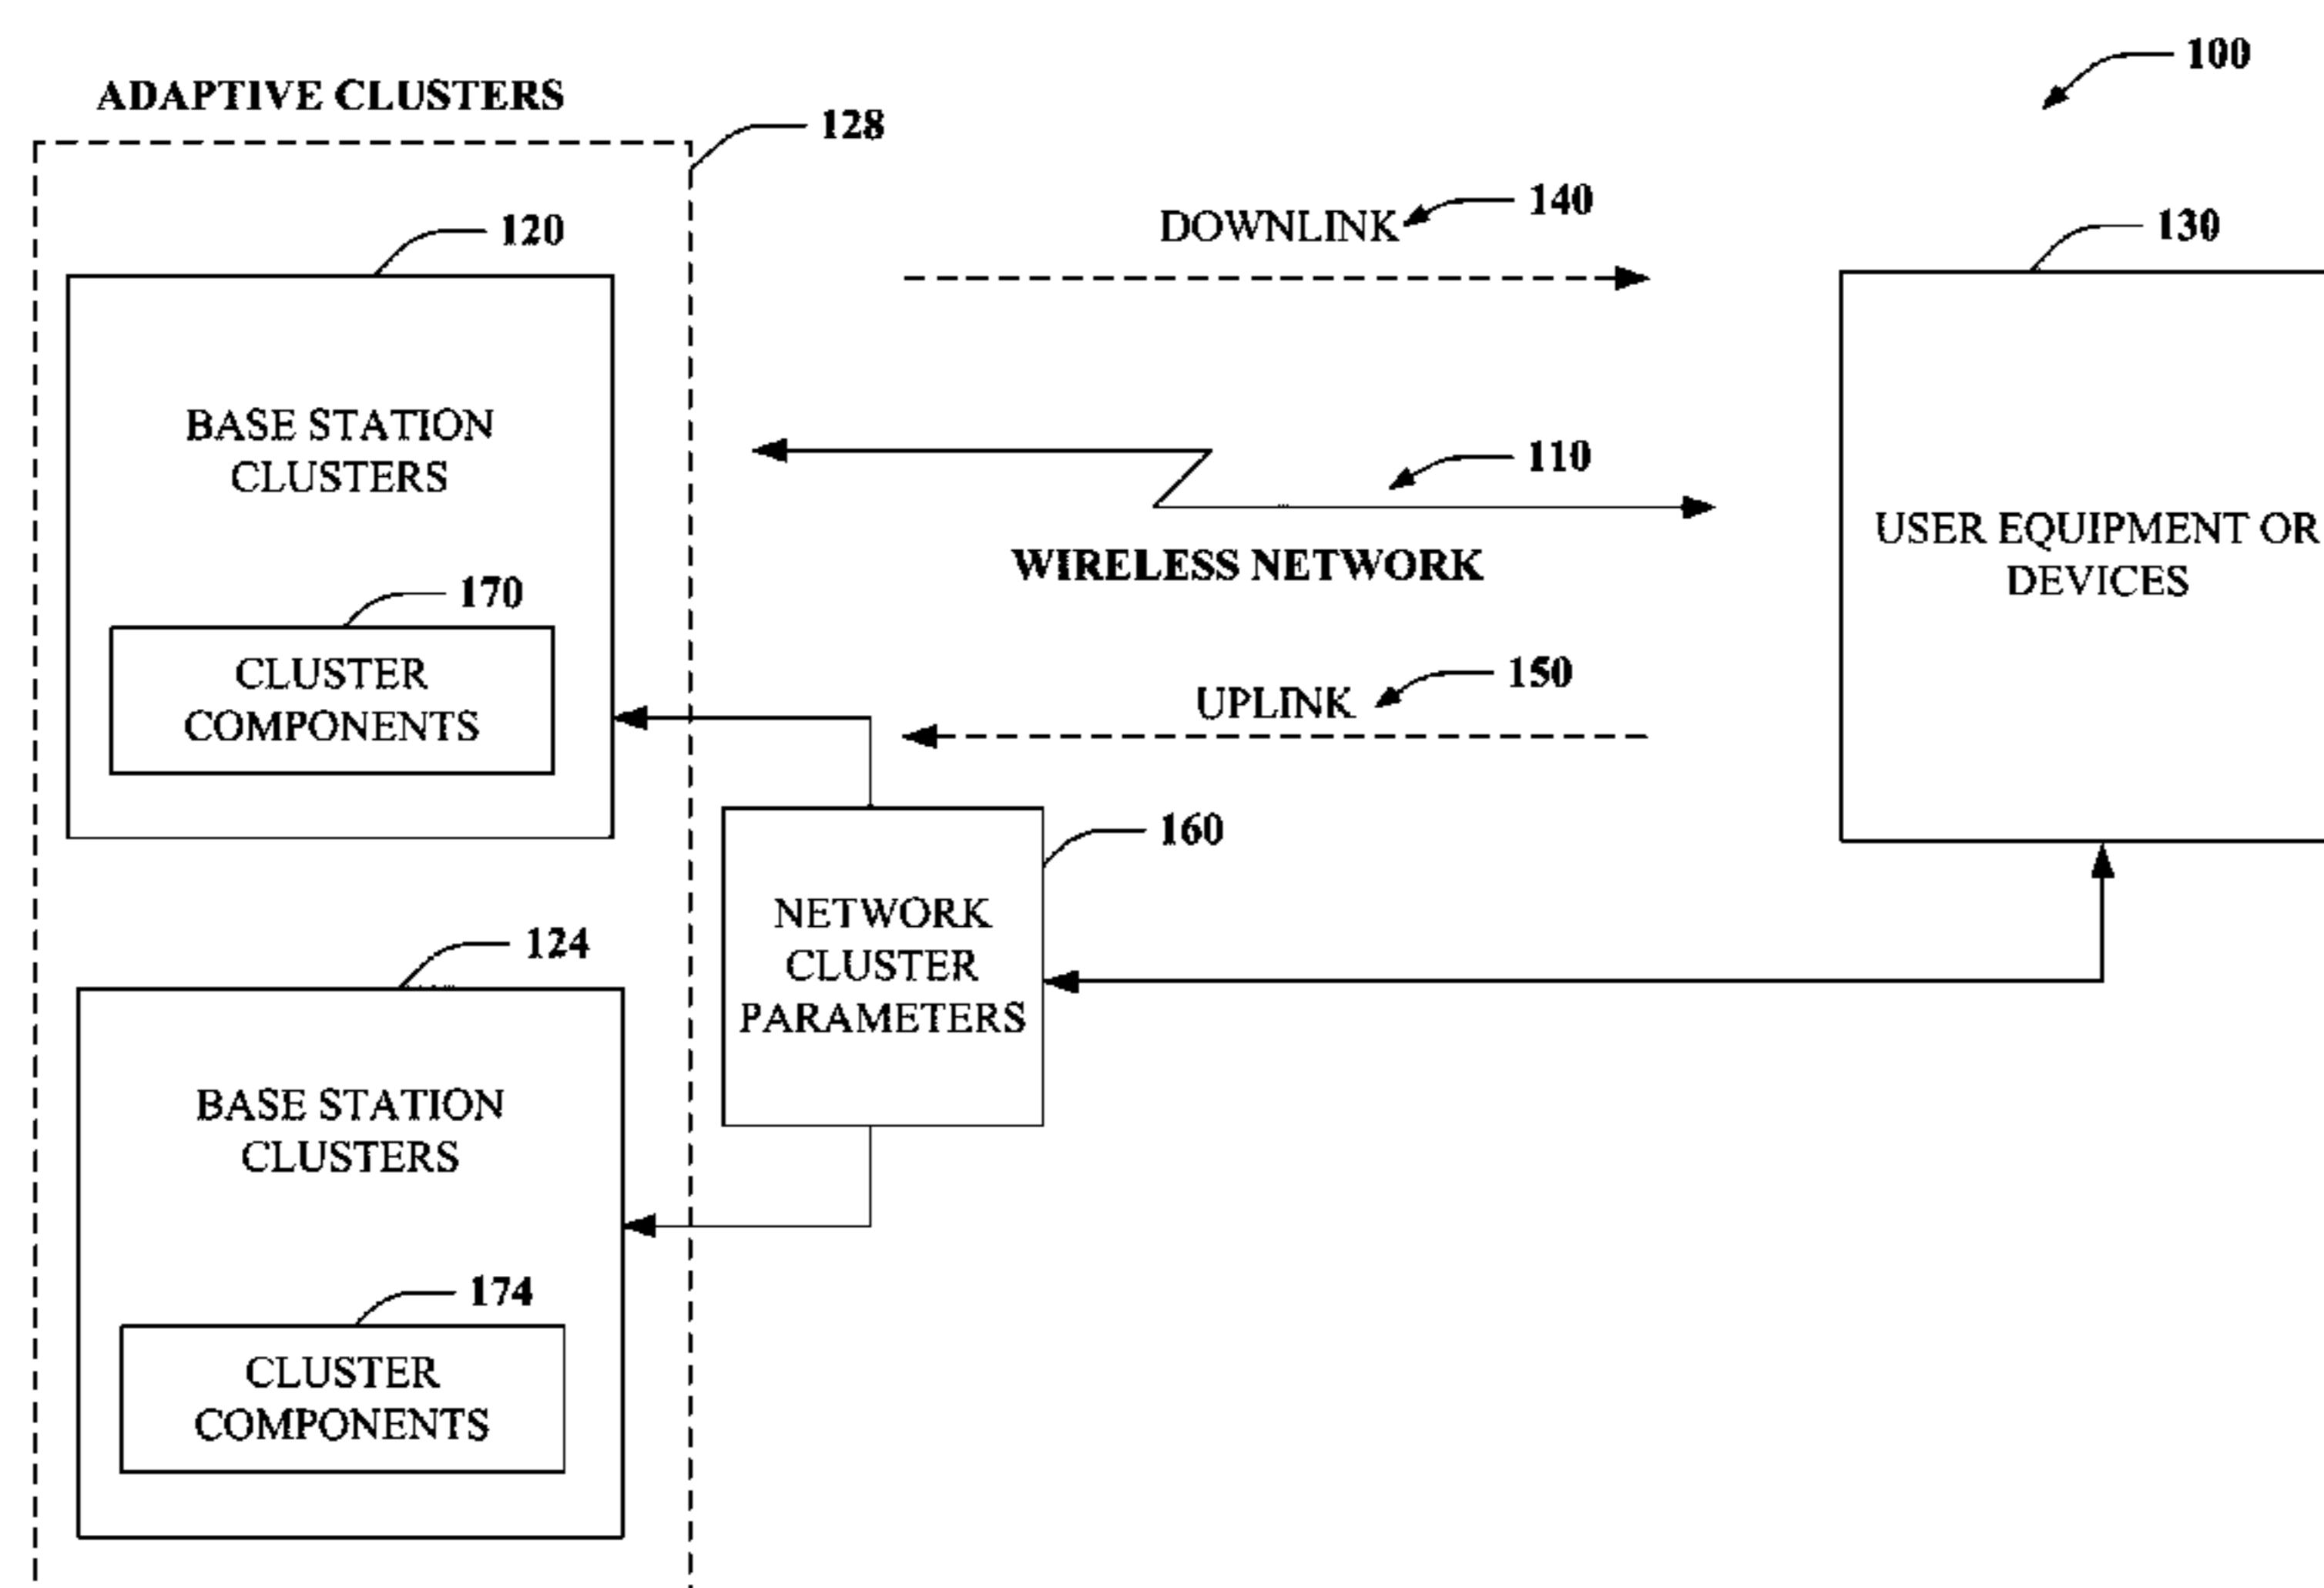 100
ADAPTIVE CLUSTERS
128
140
DOWNLINK
120
130
BASE STATION
CLUSTERS
110
WIRELESS NETWORK
USER EQUIPMENT OR
DEVICES
170
CLUSTER
COMPONENTS
150
UPLINK
160
NETWORK
CLUSTER
PARAMETERS
124
BASE STATION
CLUSTERS
174
CLUSTER
COMPONENTS